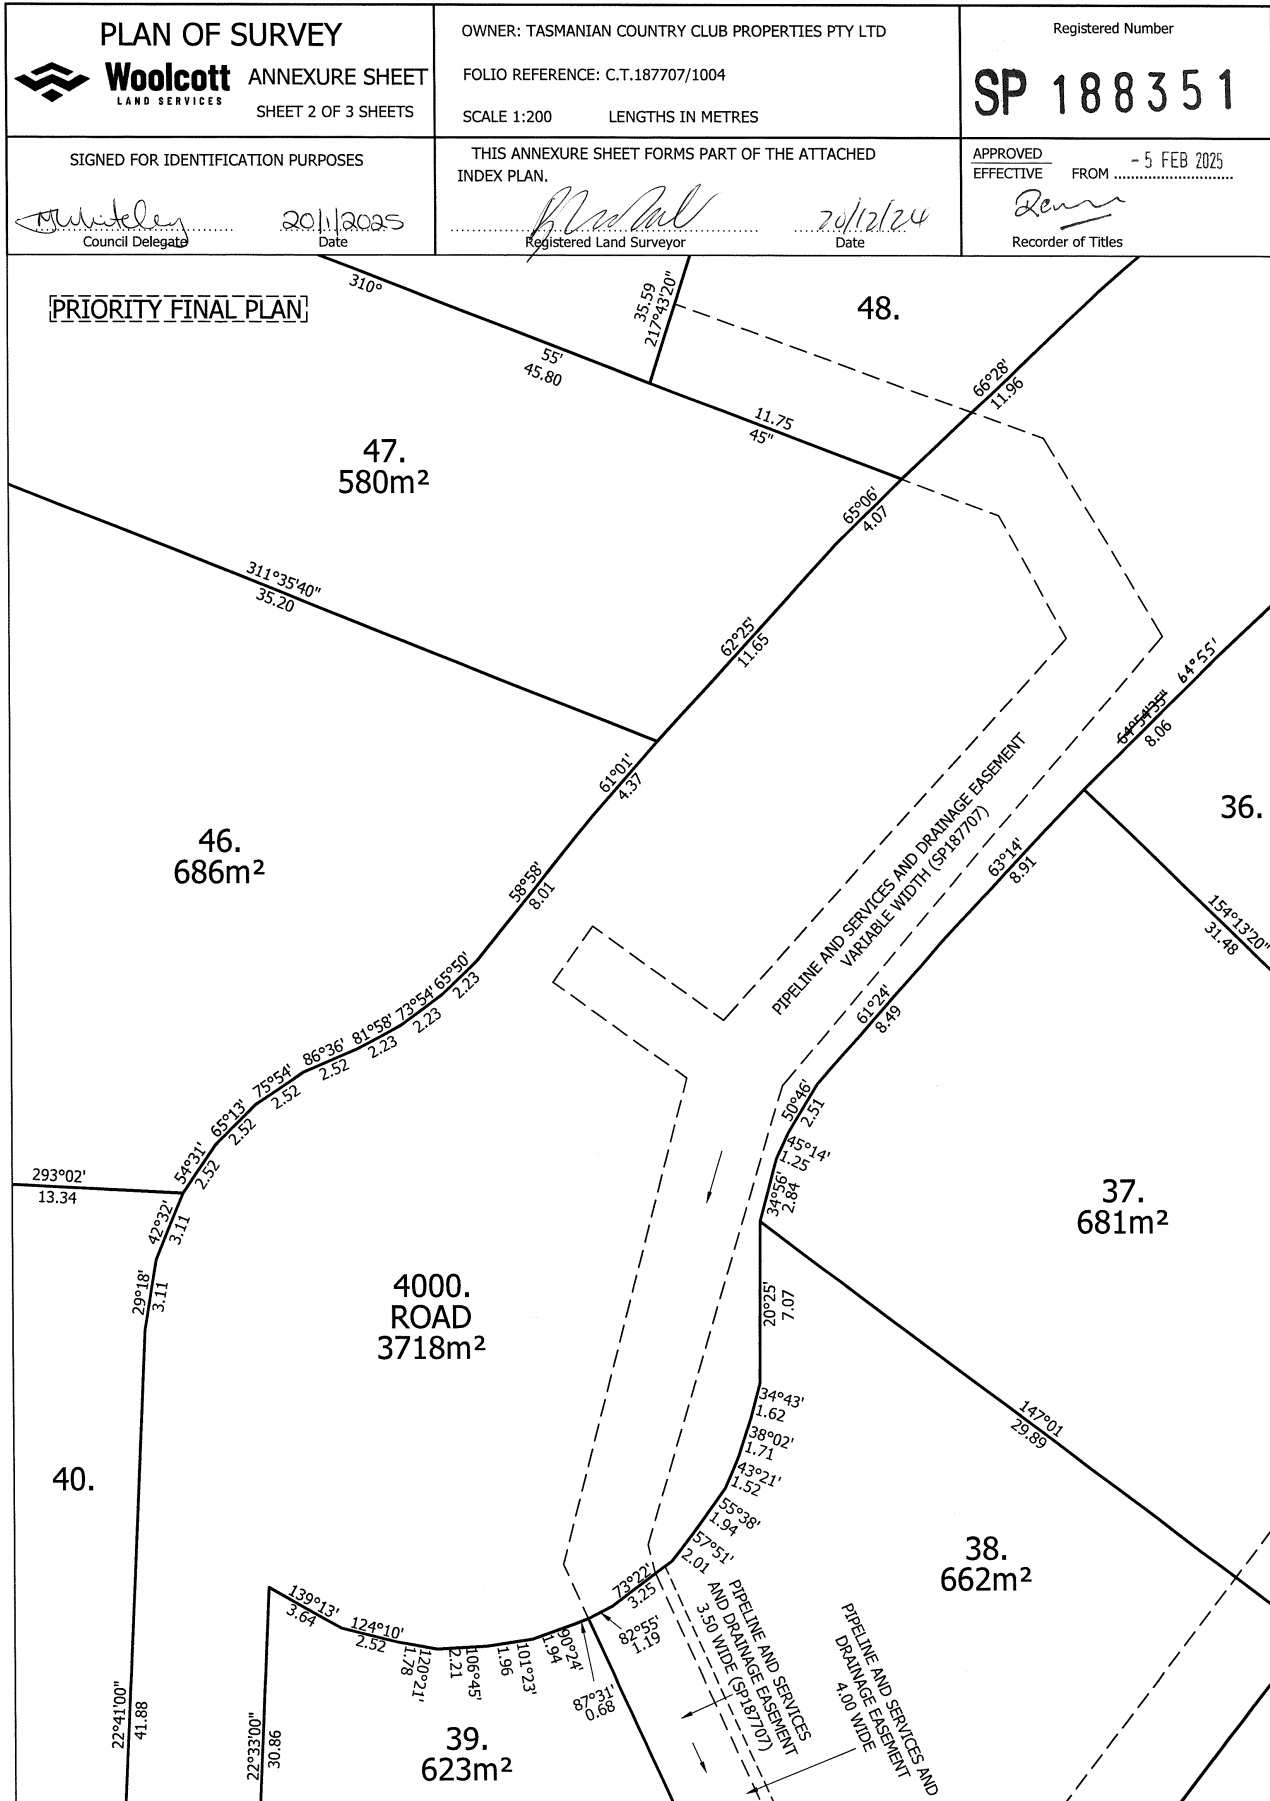 PLAN OF SURVEY
Woolcott
LAND SERVICES
ANNEXURE SHEET
SHEET 2 OF 3 SHEETS
OWNER: TASMANIAN COUNTRY CLUB PROPERTIES PTY LTD
FOLIO REFERENCE: C.T.187707/1004
SCALE 1:200 LENGTHS IN METRES
Registered Number
SP 188351
SIGNED FOR IDENTIFICATION PURPOSES
20/1/2025
Council Delegate Date
THIS ANNEXURE SHEET FORMS PART OF THE ATTACHED
INDEX PLAN.
20/12/24
Registered Land Surveyor Date
APPROVED
EFFECTIVE FROM - 5 FEB 2025
Recorder of Titles
PRIORITY FINAL PLAN
310°
55'
45.80
35.59
217°43'20"
48.
66°28'
11.96
11.75
45"
47.
580m²
65°06'
4.07
311°35'40"
35.20
62°25'
11.65
64°55'
64°54'35"
8.06
61°01'
4.37
36.
46.
686m²
PIPELINE AND SERVICES AND DRAINAGE EASEMENT
VARIABLE WIDTH (SP187707)
63°14'
8.91
58°58'
8.01
154°13'20"
31.48
65°50'
2.23
73°54'
2.23
81°58'
2.23
86°36'
2.52
75°54'
2.52
65°13'
2.52
54°31'
2.52
61°24'
8.49
50°46'
2.51
45°14'
1.25
34°56'
2.84
293°02'
13.34
42°32'
3.11
29°18'
3.11
37.
681m²
4000.
ROAD
3718m²
20°25'
7.07
34°43'
1.62
38°02'
1.71
43°21'
1.52
55°38'
1.94
57°51'
2.01
147°01
29.89
40.
38.
662m²
73°22'
3.25
82°55'
1.19
87°31'
0.68
90°24'
1.94
101°23'
1.96
106°45'
2.21
120°21'
1.78
124°10'
2.52
139°13'
3.64
PIPELINE AND SERVICES
AND DRAINAGE EASEMENT
3.50 WIDE (SP187707)
PIPELINE AND SERVICES AND
DRAINAGE EASEMENT
4.00 WIDE
22°41'00"
41.88
22°33'00"
30.86
39.
623m²